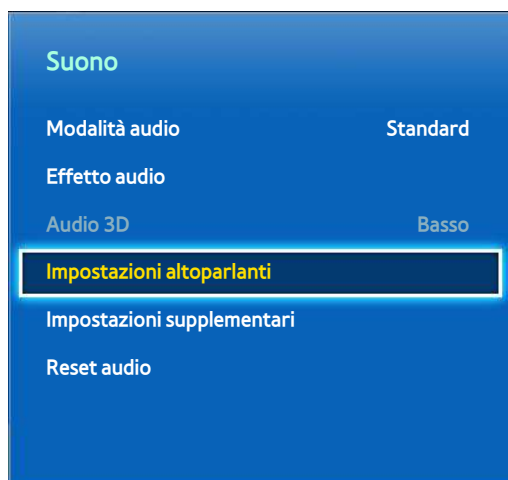 Suono
Modalità audio Standard
Effetto audio
Audio 3D Basso
Impostazioni altoparlanti
Impostazioni supplementari
Reset audio